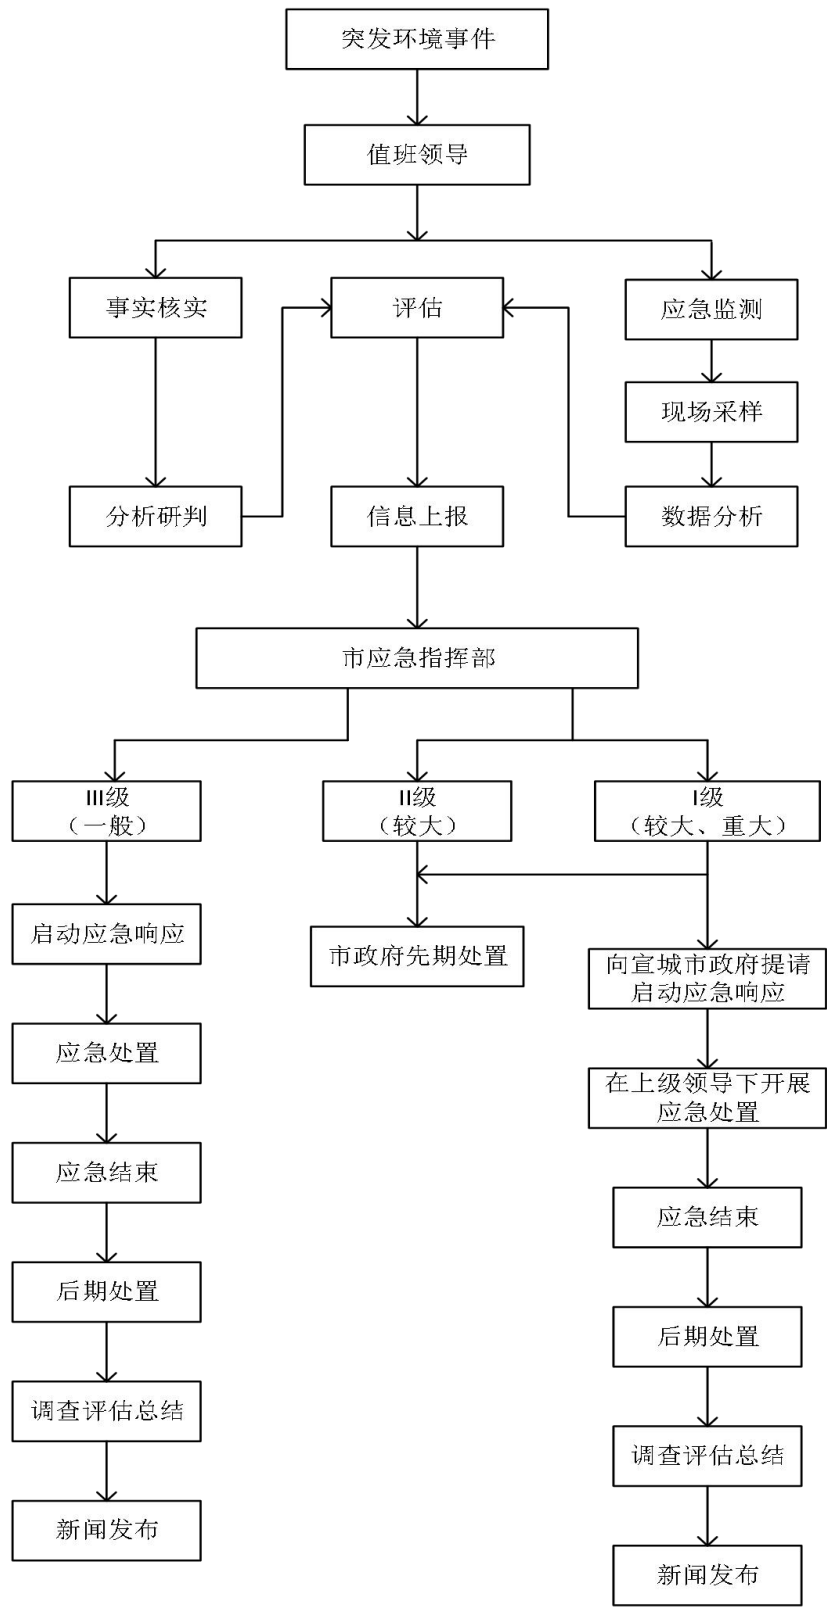 突发环境事件
值班领导
事实核实
评估
应急监测
现场采样
分析研判
信息上报
数据分析
市应急指挥部
III级
（一般）
II级
（较大）
I级
（较大、重大）
启动应急响应
市政府先期处置
向宣城市政府提请
启动应急响应
应急处置
在上级领导下开展
应急处置
应急结束
应急结束
后期处置
后期处置
调查评估总结
调查评估总结
新闻发布
新闻发布